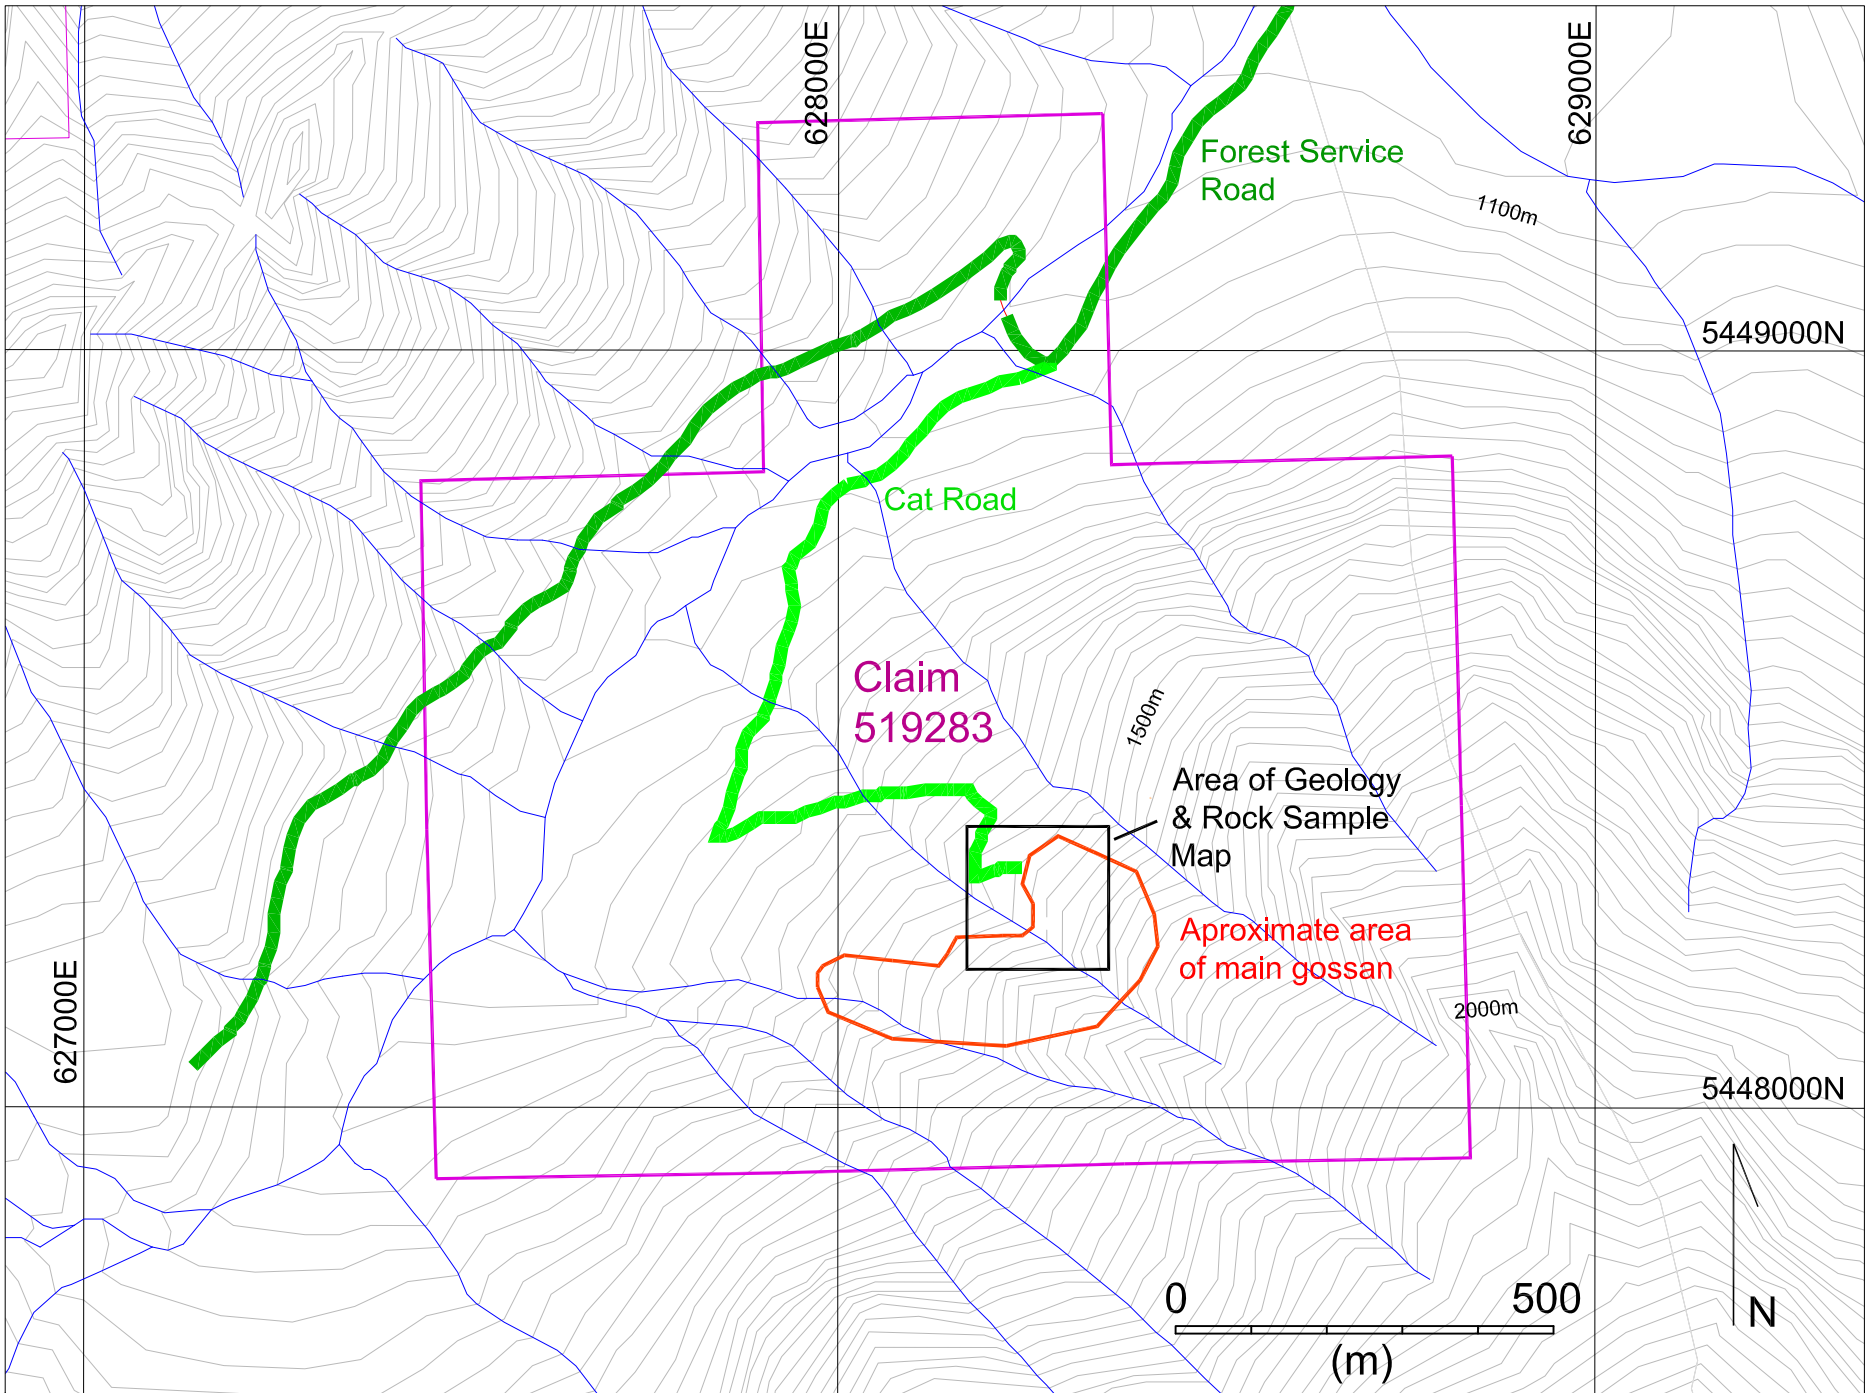 628000E
629000E
Forest Service
Road
1100m
5449000N
Cat Road
Claim
519283
1500m
Area of Geology
& Rock Sample
Map
Aproximate area
of main gossan
627000E
2000m
5448000N
0 500
(m)
N